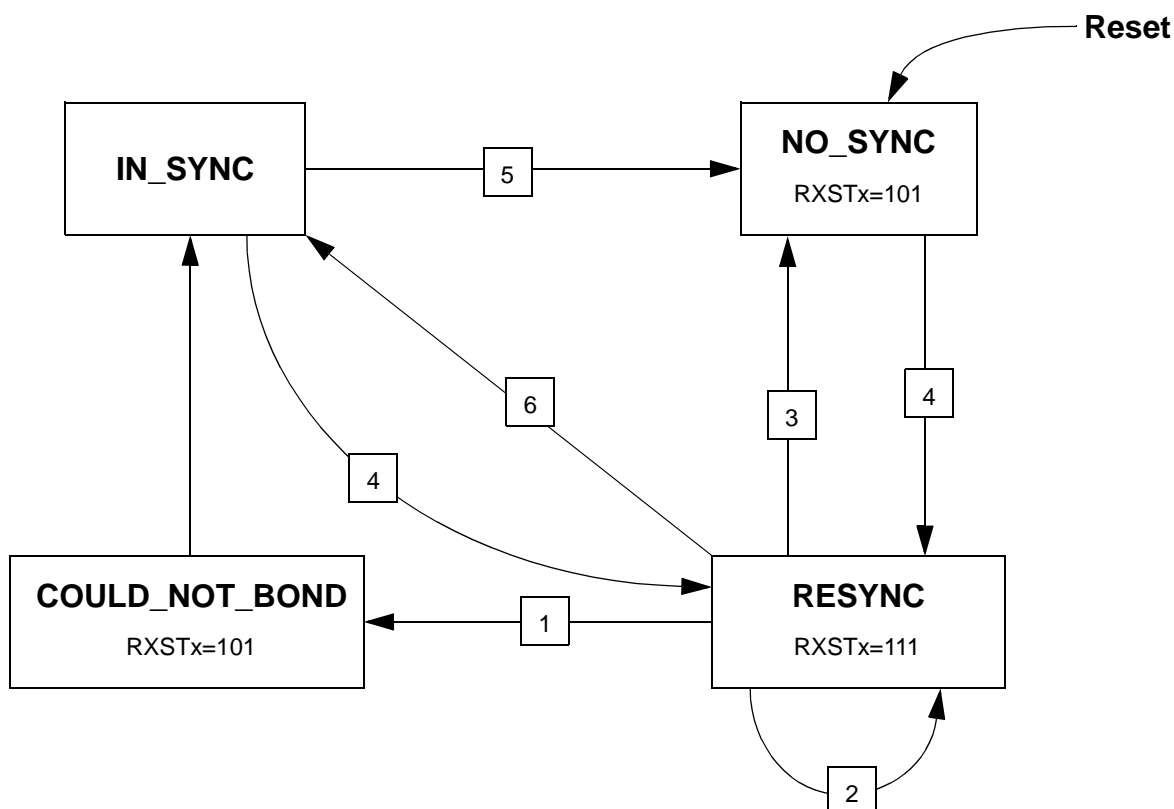 Reset
IN_SYNC
NO_SYNC
RXSTx=101
5
6
3
4
4
COULD_NOT_BOND
RXSTx=101
1
RESYNC
RXSTx=111
2